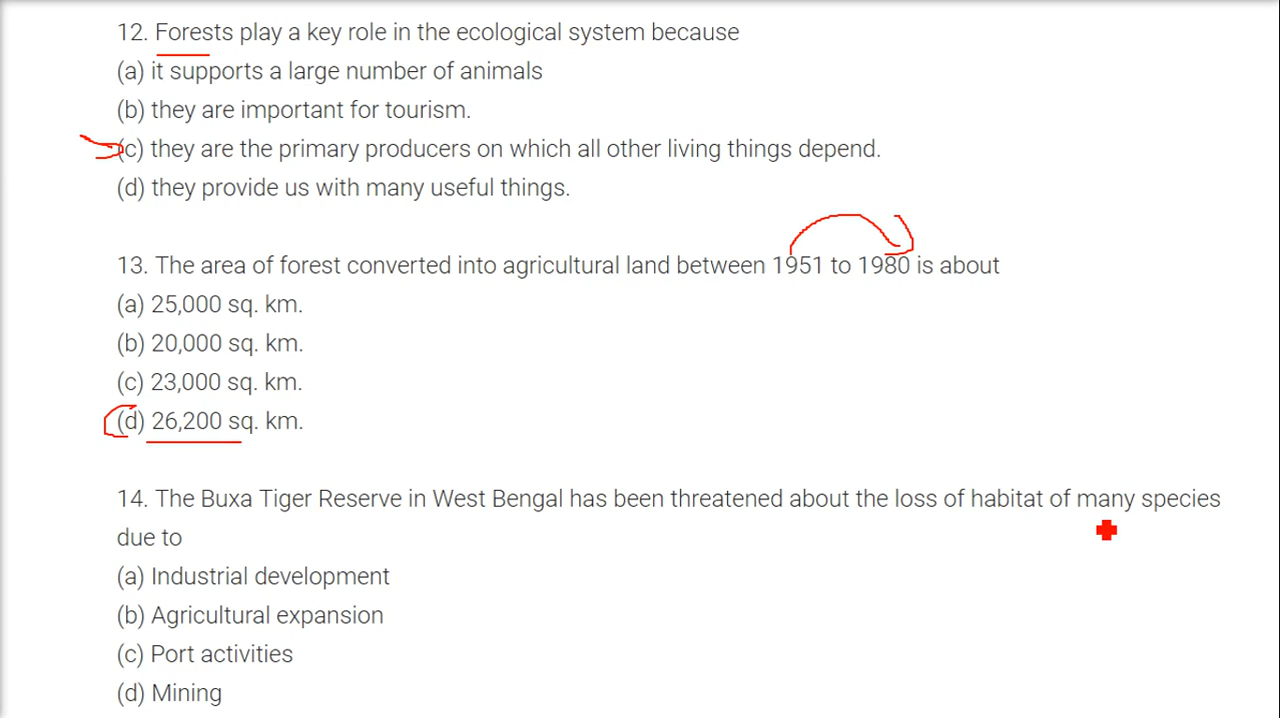 12. Forests play a key role in the ecological system because
(a) it supports a large number of animals
(b) they are important for tourism.
(c) they are the primary producers on which all other living things depend.
(d) they provide us with many useful things.
13. The area of forest converted into agricultural land between 1951 to 1980 is about
(a) 25,000 sq. km.
(b) 20,000 sq. km.
(c) 23,000 sq. km.
(d) 26,200 sq. km.
14. The Buxa Tiger Reserve in West Bengal has been threatened about the loss of habitat of many species
due to
(a) Industrial development
(b) Agricultural expansion
(c) Port activities
(d) Mining